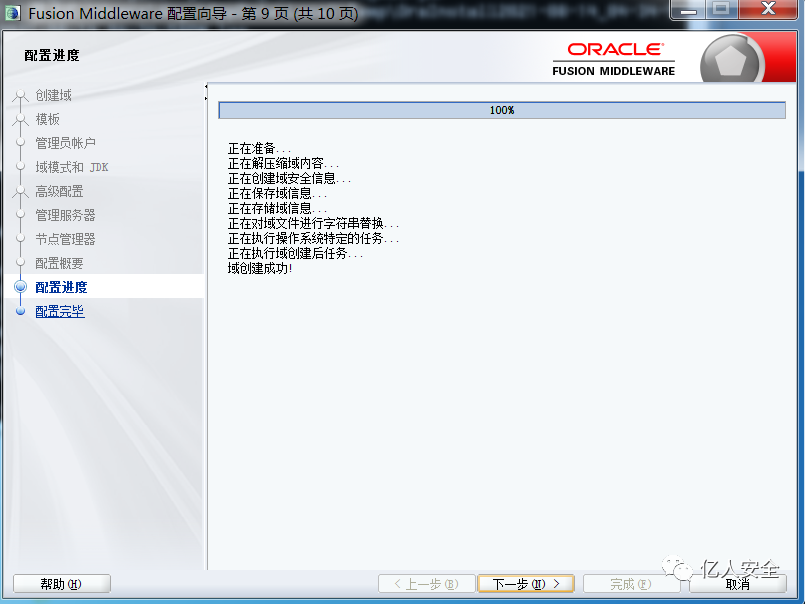 Fusion Middleware 配置向导 - 第 9 页 (共 10 页)
配置进度
ORACLE
FUSION MIDDLEWARE
创建域
模板
管理员帐户
域模式和 JDK
高级配置
管理服务器
节点管理器
配置概要
配置进度
配置完毕
100%
正在准备...
正在解压缩域内容...
正在创建域安全信息...
正在保存域信息...
正在存储域信息...
正在对域文件进行字符串替换...
正在执行操作系统特定的任务...
正在执行域创建后任务...
域创建成功!
亿人安全
帮助(H)
< 上一步(B)
下一步(N) >
完成(F)
取消